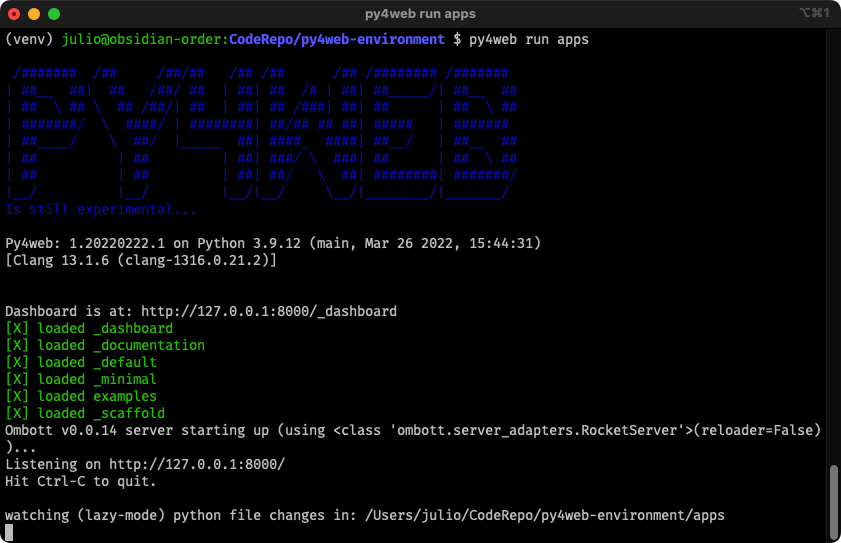 py4web run apps
⌥⌘1
(venv) julio@obsidian-order:CodeRepo/py4web-environment $ py4web run apps
 /#######  /##     /##/##   /## /##      /## /######## /#######
| ##__  ##|  ##   /##/ ##  | ##| ##  /# | ##| ##_____/| ##__  ##
| ##  \ ## \  ## /##/| ##  | ##| ## /###| ##| ##      | ##  \ ##
| #######/  \  ####/ | ########| ##/## ## ##| #####   | #######
| ##____/    \  ##/  |_____  ##| ####_  ####| ##__/   | ##__  ##
| ##          | ##         | ##| ###/ \  ###| ##      | ##  \ ##
| ##          | ##         | ##| ##/   \  ##| ########| #######/
|__/          |__/         |__/|__/     \__/|________/|_______/
Is still experimental...
Py4web: 1.20220222.1 on Python 3.9.12 (main, Mar 26 2022, 15:44:31)
[Clang 13.1.6 (clang-1316.0.21.2)]
Dashboard is at: http://127.0.0.1:8000/_dashboard
[X] loaded _dashboard
[X] loaded _documentation
[X] loaded _default
[X] loaded _minimal
[X] loaded examples
[X] loaded _scaffold
Ombott v0.0.14 server starting up (using <class 'ombott.server_adapters.RocketServer'>(reloader=False)
)...
Listening on http://127.0.0.1:8000/
Hit Ctrl-C to quit.
watching (lazy-mode) python file changes in: /Users/julio/CodeRepo/py4web-environment/apps